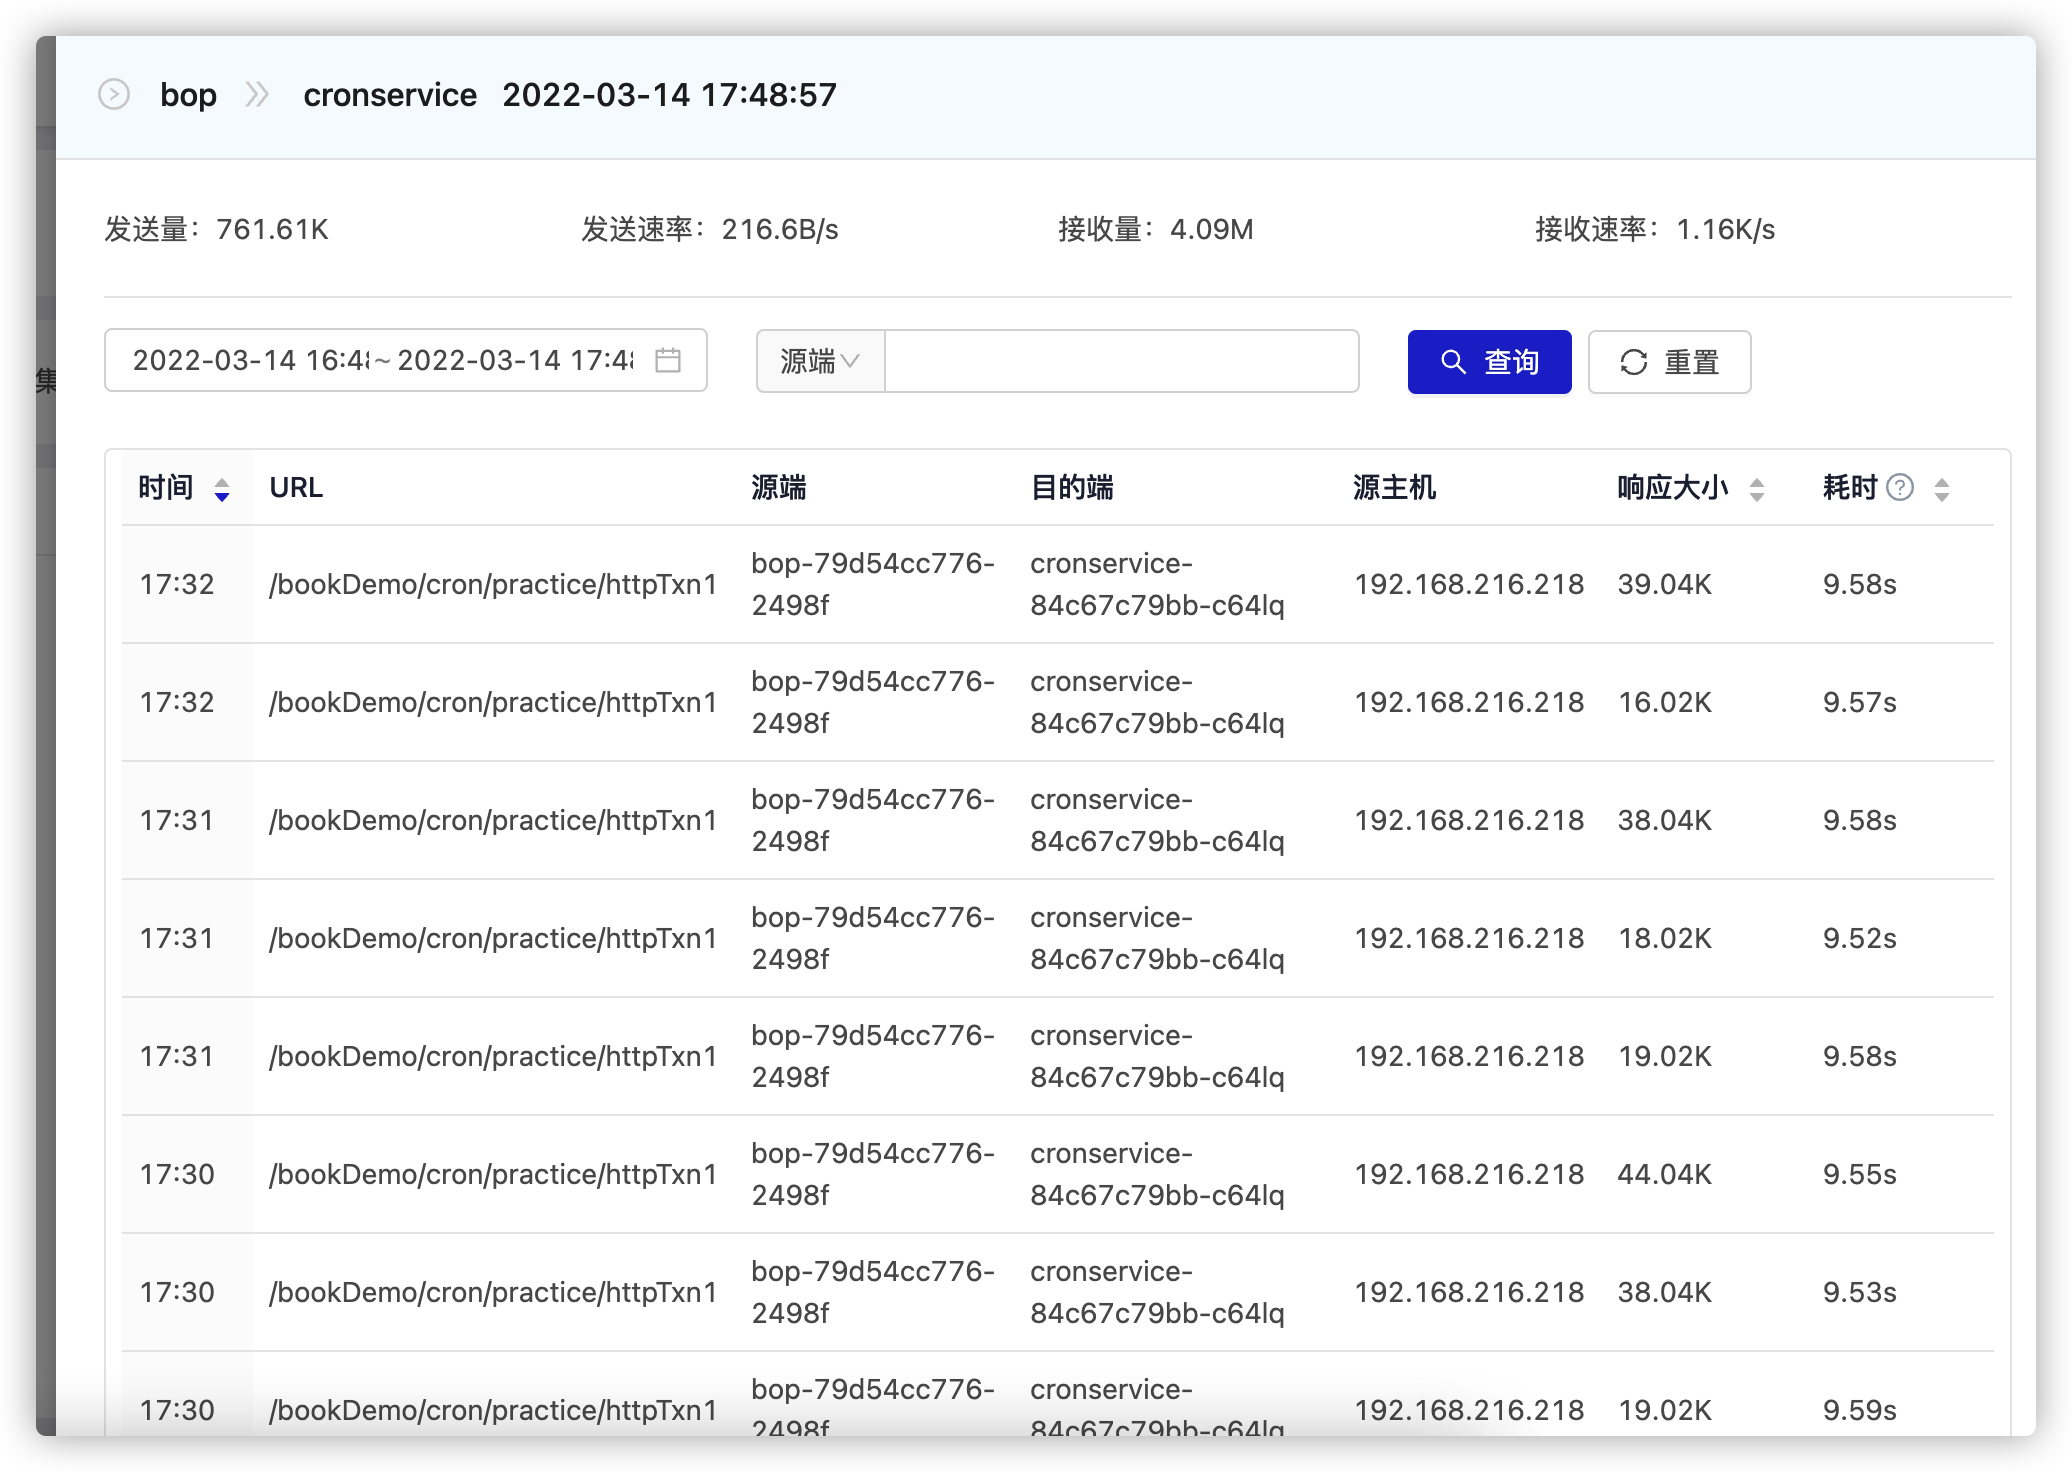 bop cronservice 2022-03-14 17:48:57
发送量：761.61K 发送速率：216.6B/s 接收量：4.09M 接收速率：1.16K/s
2022-03-14 16:48 ~ 2022-03-14 17:48 源端 查询 重置
集
时间 URL 源端 目的端 源主机 响应大小 耗时
17:32 /bookDemo/cron/practice/httpTxn1 bop-79d54cc776-2498f cronservice-84c67c79bb-c64lq 192.168.216.218 39.04K 9.58s
17:32 /bookDemo/cron/practice/httpTxn1 bop-79d54cc776-2498f cronservice-84c67c79bb-c64lq 192.168.216.218 16.02K 9.57s
17:31 /bookDemo/cron/practice/httpTxn1 bop-79d54cc776-2498f cronservice-84c67c79bb-c64lq 192.168.216.218 38.04K 9.58s
17:31 /bookDemo/cron/practice/httpTxn1 bop-79d54cc776-2498f cronservice-84c67c79bb-c64lq 192.168.216.218 18.02K 9.52s
17:31 /bookDemo/cron/practice/httpTxn1 bop-79d54cc776-2498f cronservice-84c67c79bb-c64lq 192.168.216.218 19.02K 9.58s
17:30 /bookDemo/cron/practice/httpTxn1 bop-79d54cc776-2498f cronservice-84c67c79bb-c64lq 192.168.216.218 44.04K 9.55s
17:30 /bookDemo/cron/practice/httpTxn1 bop-79d54cc776-2498f cronservice-84c67c79bb-c64lq 192.168.216.218 38.04K 9.53s
17:30 /bookDemo/cron/practice/httpTxn1 bop-79d54cc776-2498f cronservice-84c67c79bb-c64lq 192.168.216.218 19.02K 9.59s